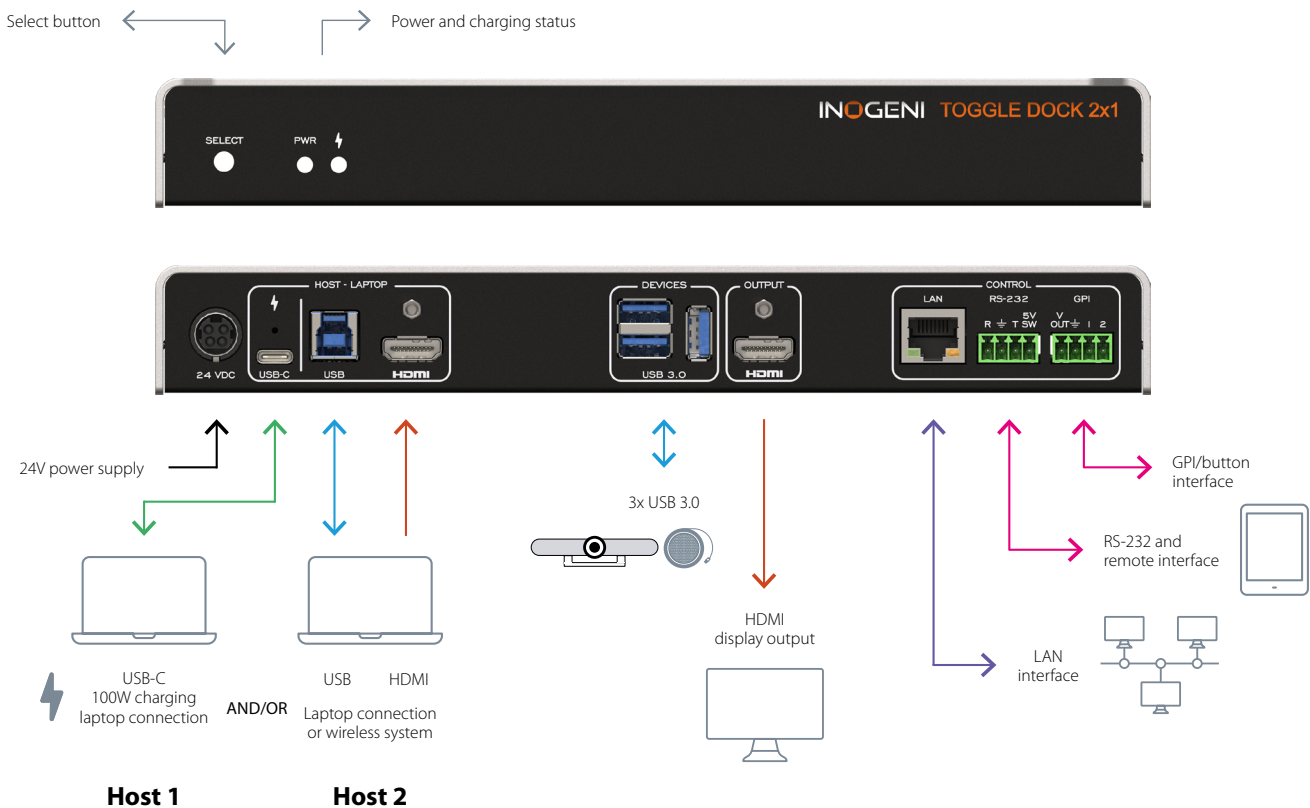 Select button
Power and charging status
INOGENI TOGGLE DOCK 2x1
SELECT
PWR
HOST - LAPTOP
DEVICES
OUTPUT
CONTROL
LAN
RS-232
GPI
5V
R T SW
V
OUT 1 2
24 VDC
USB-C
USB
HDMI
USB 3.0
HDMI
24V power supply
3x USB 3.0
GPI/button
interface
RS-232 and
remote interface
HDMI
display output
LAN
interface
USB-C
100W charging
laptop connection
AND/OR
USB
HDMI
Laptop connection
or wireless system
Host 1
Host 2